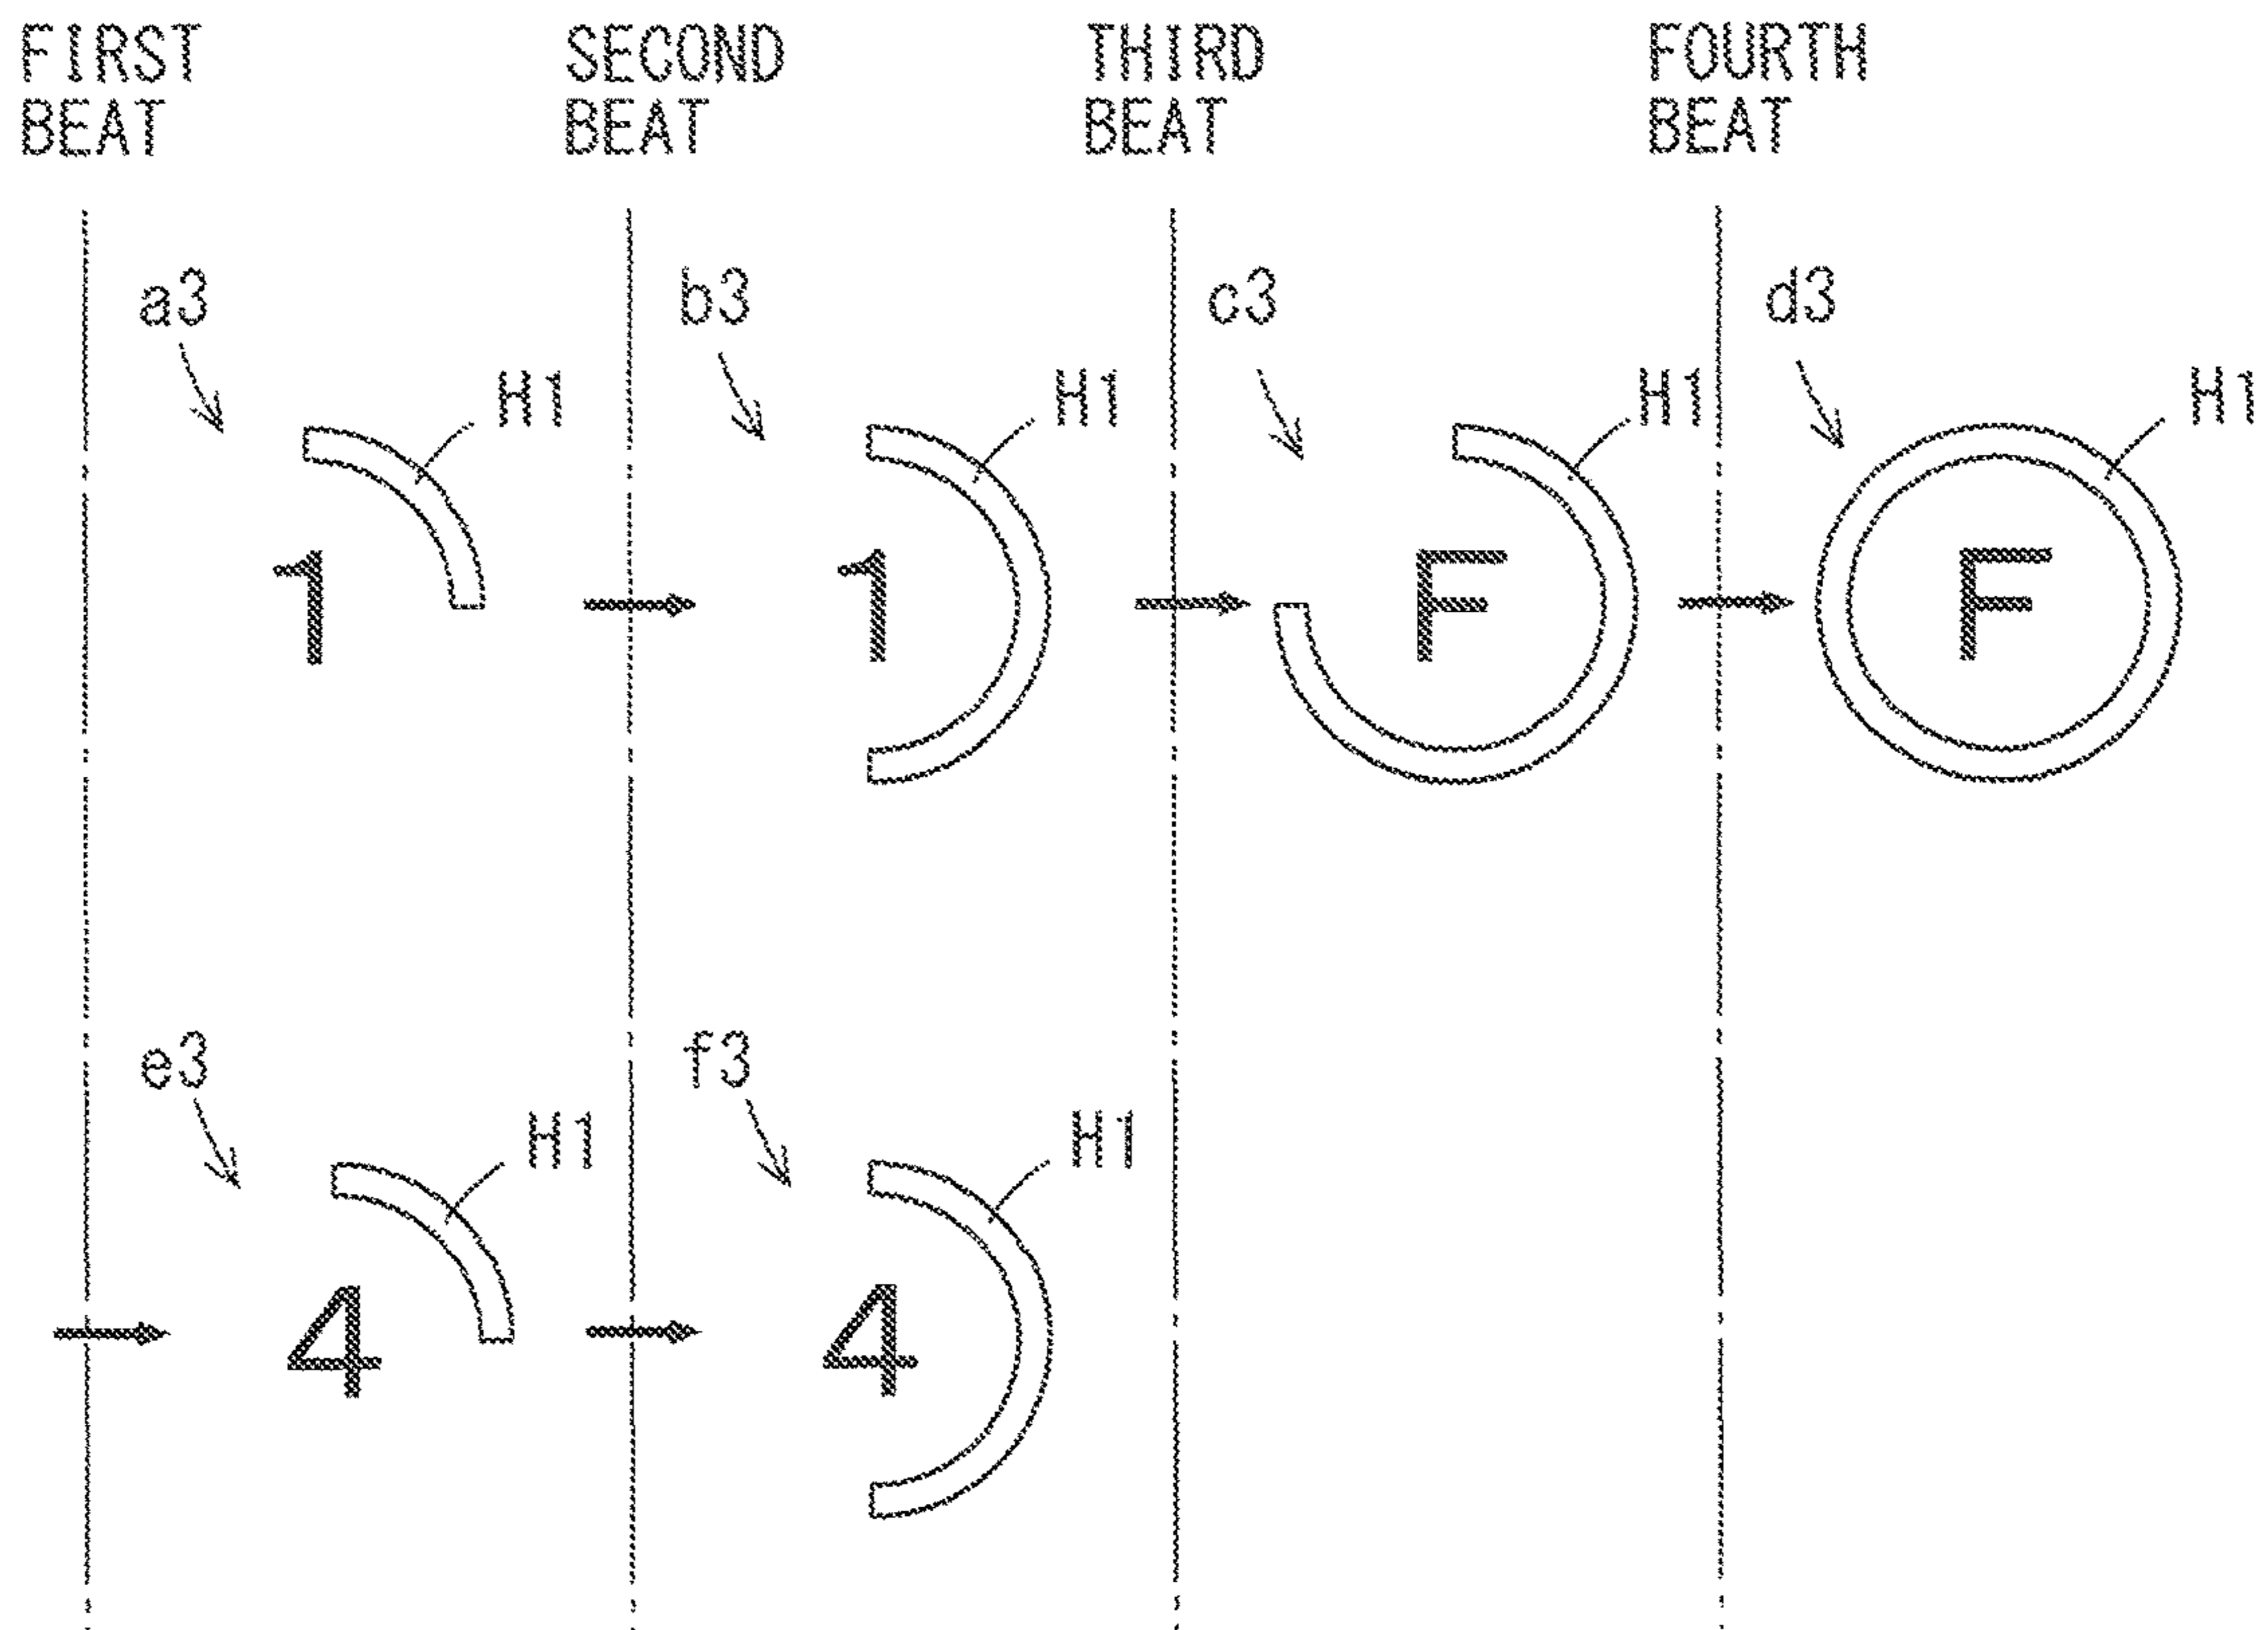 FIRST
BEAT
SECOND
BEAT
THIRD
BEAT
FOURTH
BEAT
a3
b3
c3
d3
H1
H1
H1
H1
1
1
F
F
e3
f3
H1
H1
4
4